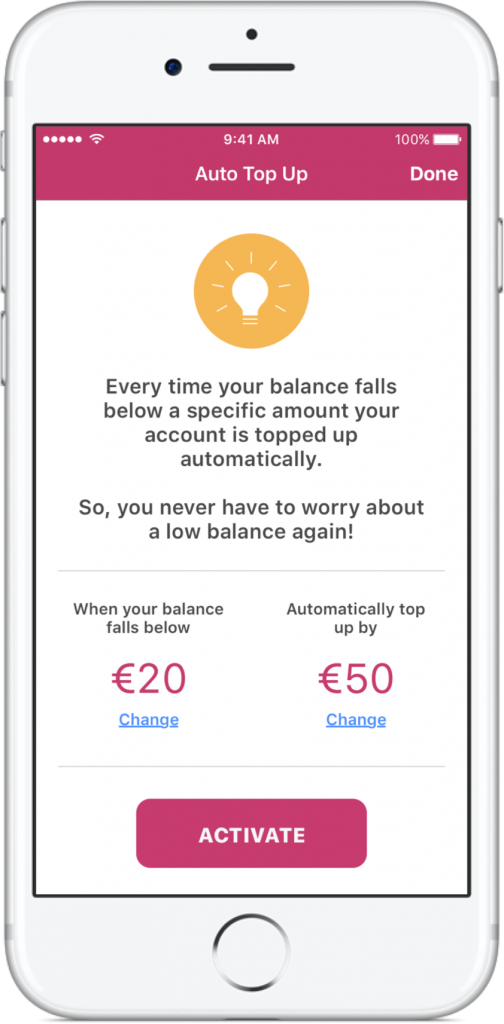 9:41 AM
100%
Auto Top Up
Done
Every time your balance falls
below a specific amount your
account is topped up
automatically.
So, you never have to worry about
a low balance again!
When your balance
falls below
€20
Change
Automatically top
up by
€50
Change
ACTIVATE